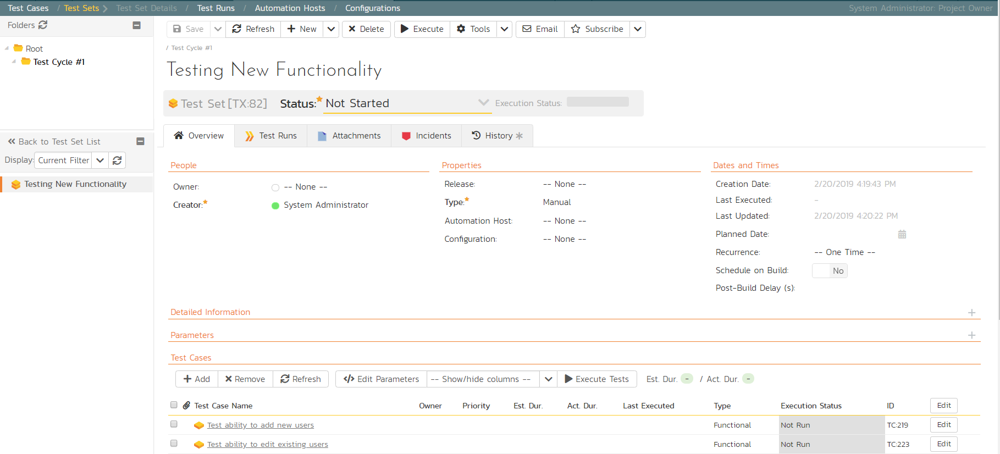 Test Cases / Test Sets Test Set Details / Test Runs / Automation Hosts / Configurations System Administrator: Project Owner
Folders
Root
Test Cycle #1
Back to Test Set List
Display: Current Filter
Testing New Functionality
Save Refresh New Delete Execute Tools Email Subscribe
/ Test Cycle #1
Testing New Functionality
Test Set [TX:82] Status: Not Started Execution Status:
Overview Test Runs Attachments Incidents History
People
Owner: -- None --
Creator: System Administrator
Properties
Release: -- None --
Type: Manual
Automation Host: -- None --
Configuration: -- None --
Dates and Times
Creation Date: 2/20/2019 4:19:43 PM
Last Executed: -
Last Updated: 2/20/2019 4:20:22 PM
Planned Date:
Recurrence: -- One Time --
Schedule on Build: No
Post-Build Delay (s):
Detailed Information +
Parameters +
Test Cases
Add Remove Refresh Edit Parameters -- Show/hide columns -- Execute Tests Est. Dur. - / Act. Dur. -
Test Case Name Owner Priority Est. Dur. Act. Dur. Last Executed Type Execution Status ID Edit
Test ability to add new users Functional Not Run TC:219 Edit
Test ability to edit existing users Functional Not Run TC:223 Edit